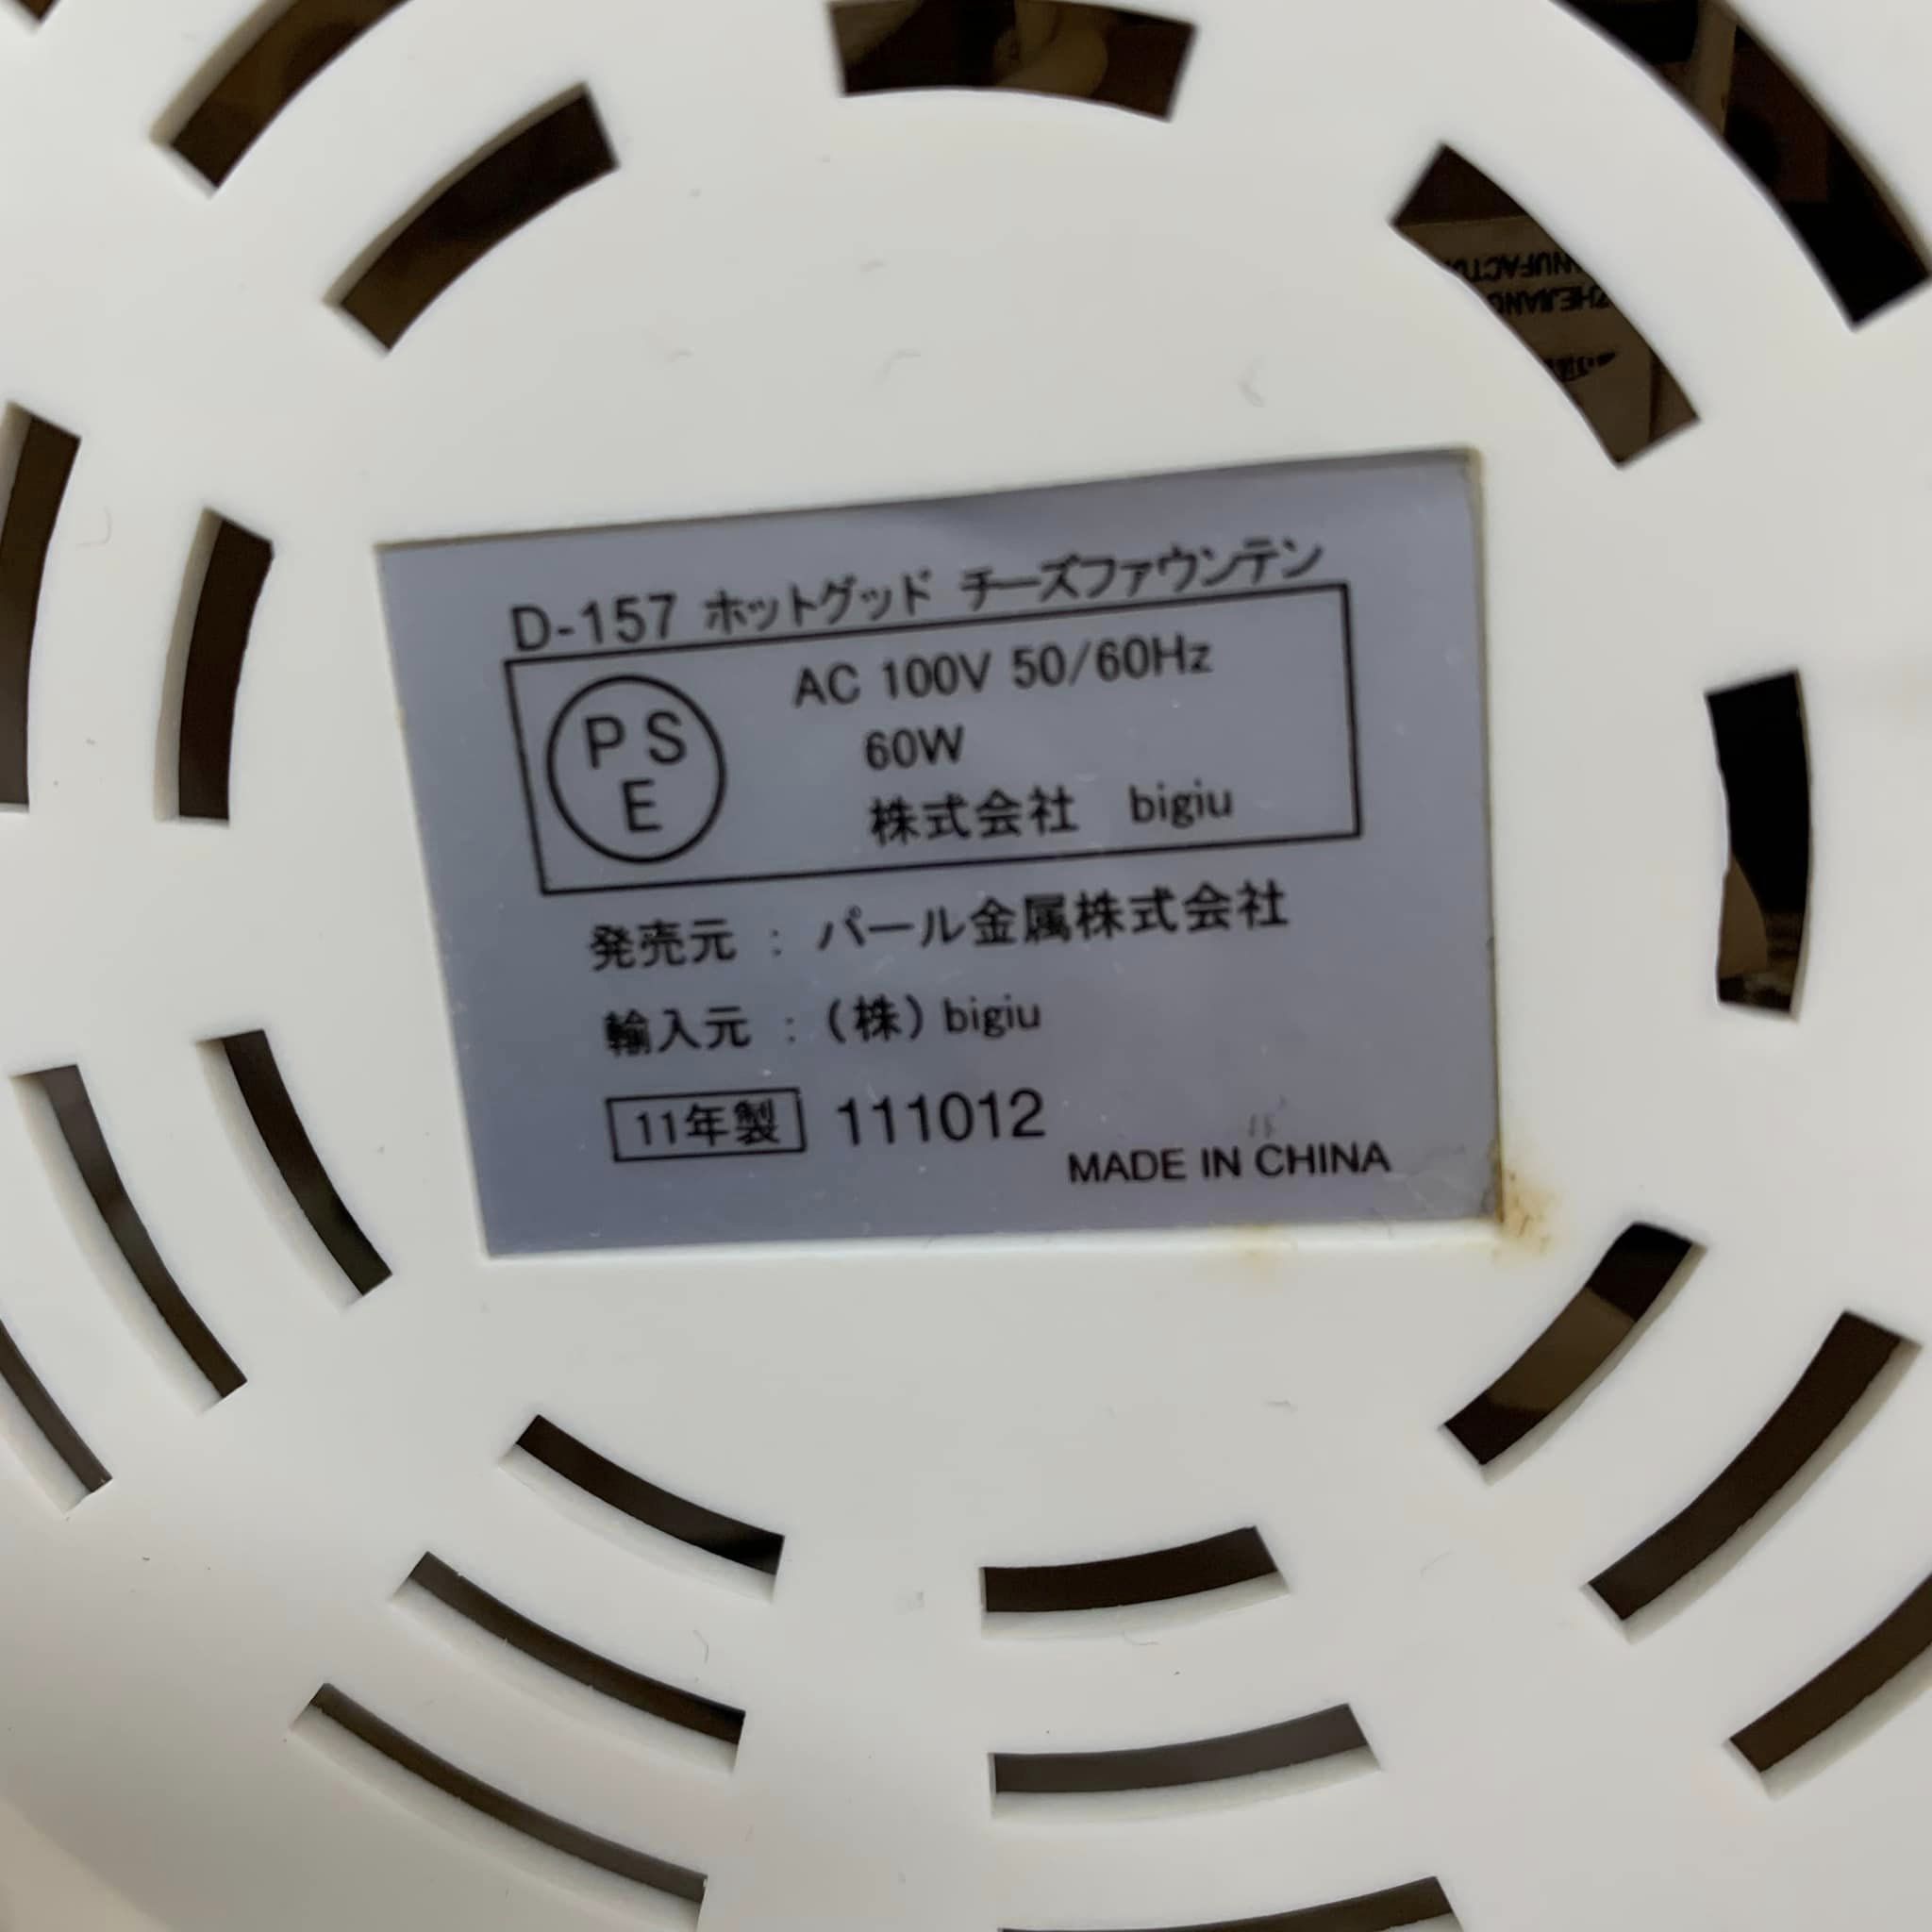 D-157 ホットグッド チーズファウンテン
PSE
AC 100V 50/60Hz
60W
株式会社 bigiu
発売元 : パール金属株式会社
輸入元 : (株) bigiu
11年製 111012
MADE IN CHINA